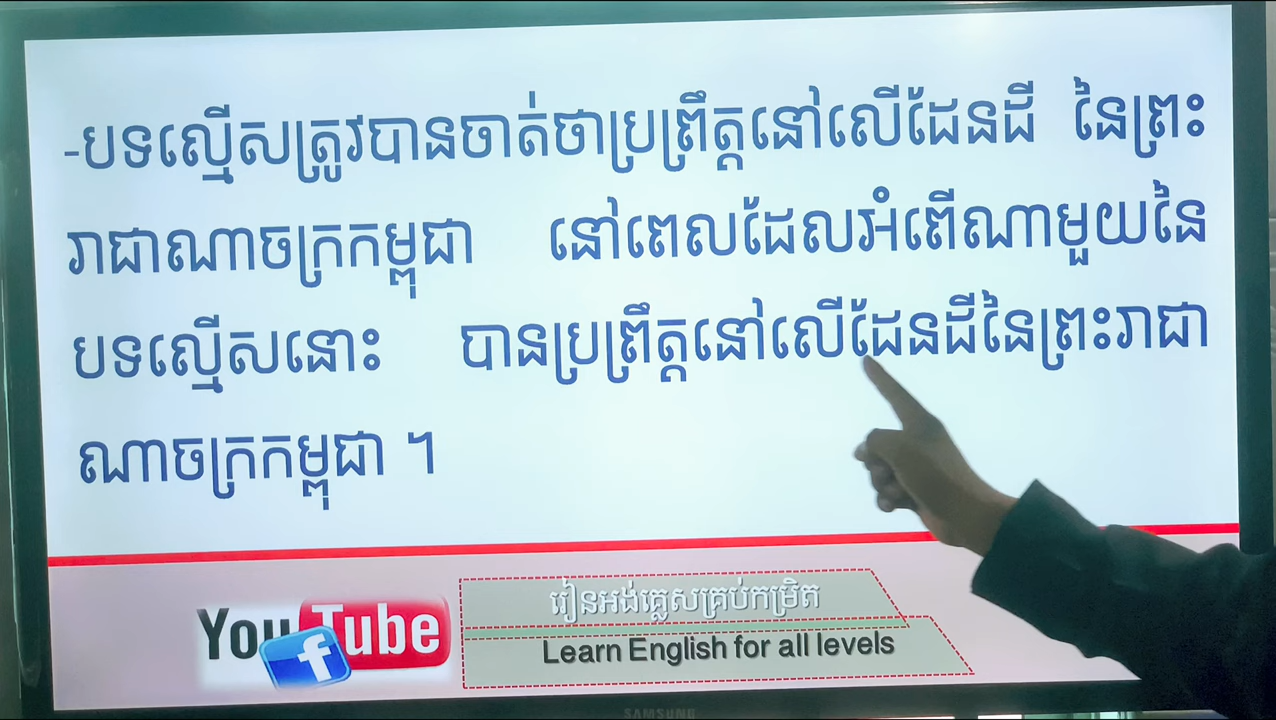 -បទល្មើសត្រូវបានចាត់ថាប្រព្រឹត្តនៅលើដែនដី នៃព្រះ
រាជាណាចក្រកម្ពុជា នៅពេលដែលអំពើណាមួយនៃ
បទល្មើសនោះ បានប្រព្រឹត្តនៅលើដែនដីនៃព្រះរាជា
ណាចក្រកម្ពុជា ។
YouTube
f
រៀនអង់គ្លេសគ្រប់កម្រិត
Learn English for all levels
SAMSUNG